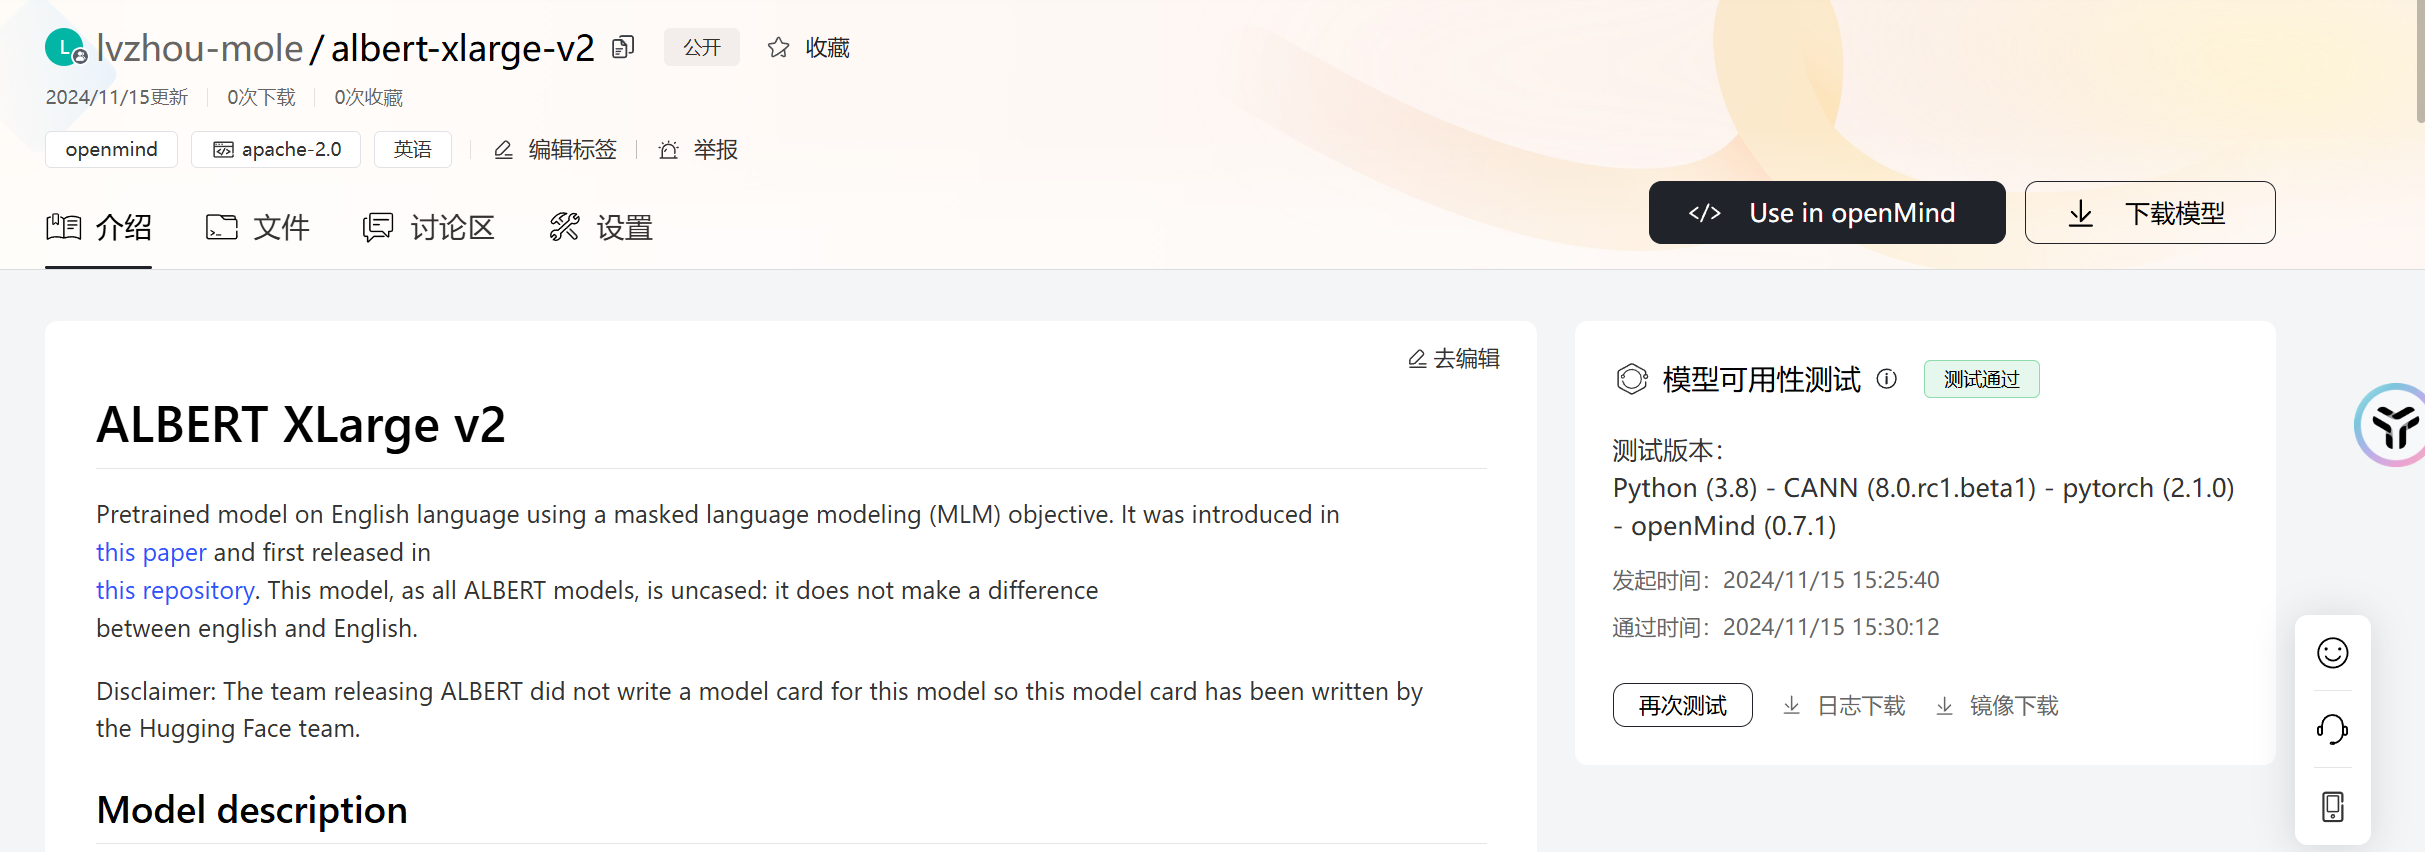 L lvzhou-mole / albert-xlarge-v2 公开 收藏
2024/11/15更新 0次下载 0次收藏
openmind apache-2.0 英语 编辑标签 举报
介绍 文件 讨论区 设置
</> Use in openMind 下载模型
去编辑
ALBERT XLarge v2
Pretrained model on English language using a masked language modeling (MLM) objective. It was introduced in
this paper and first released in
this repository. This model, as all ALBERT models, is uncased: it does not make a difference
between english and English.
Disclaimer: The team releasing ALBERT did not write a model card for this model so this model card has been written by
the Hugging Face team.
Model description
模型可用性测试 测试通过
测试版本：
Python (3.8) - CANN (8.0.rc1.beta1) - pytorch (2.1.0)
- openMind (0.7.1)
发起时间：2024/11/15 15:25:40
通过时间：2024/11/15 15:30:12
再次测试 日志下载 镜像下载